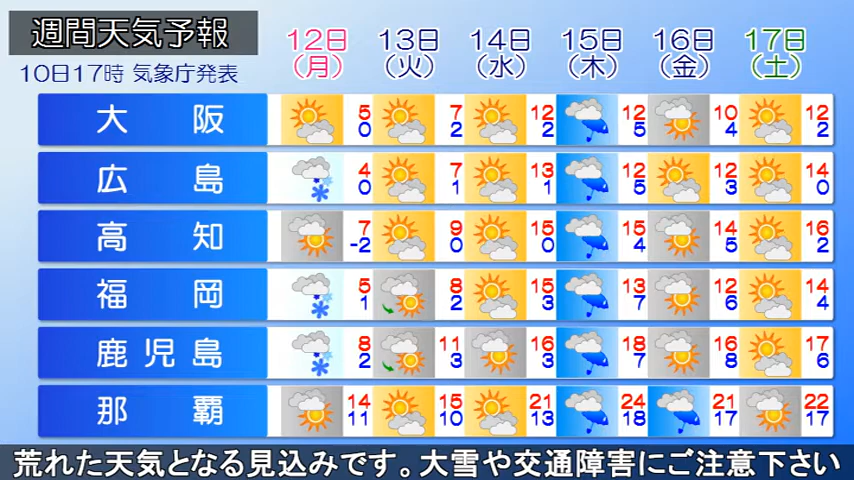 週間天気予報
10日17時 気象庁発表
12日 13日 14日 15日 16日 17日
(月) (火) (水) (木) (金) (土)
大阪 5 0 7 2 12 2 12 5 10 4 12 2
広島 4 0 7 1 13 1 12 5 12 3 14 0
高知 7 -2 9 0 15 0 15 4 14 5 16 2
福岡 5 1 8 2 15 3 13 7 12 6 14 4
鹿児島 8 2 11 3 16 3 18 7 16 8 17 6
那覇 14 11 15 10 21 13 24 18 21 17 22 17
荒れた天気となる見込みです。大雪や交通障害にご注意下さい